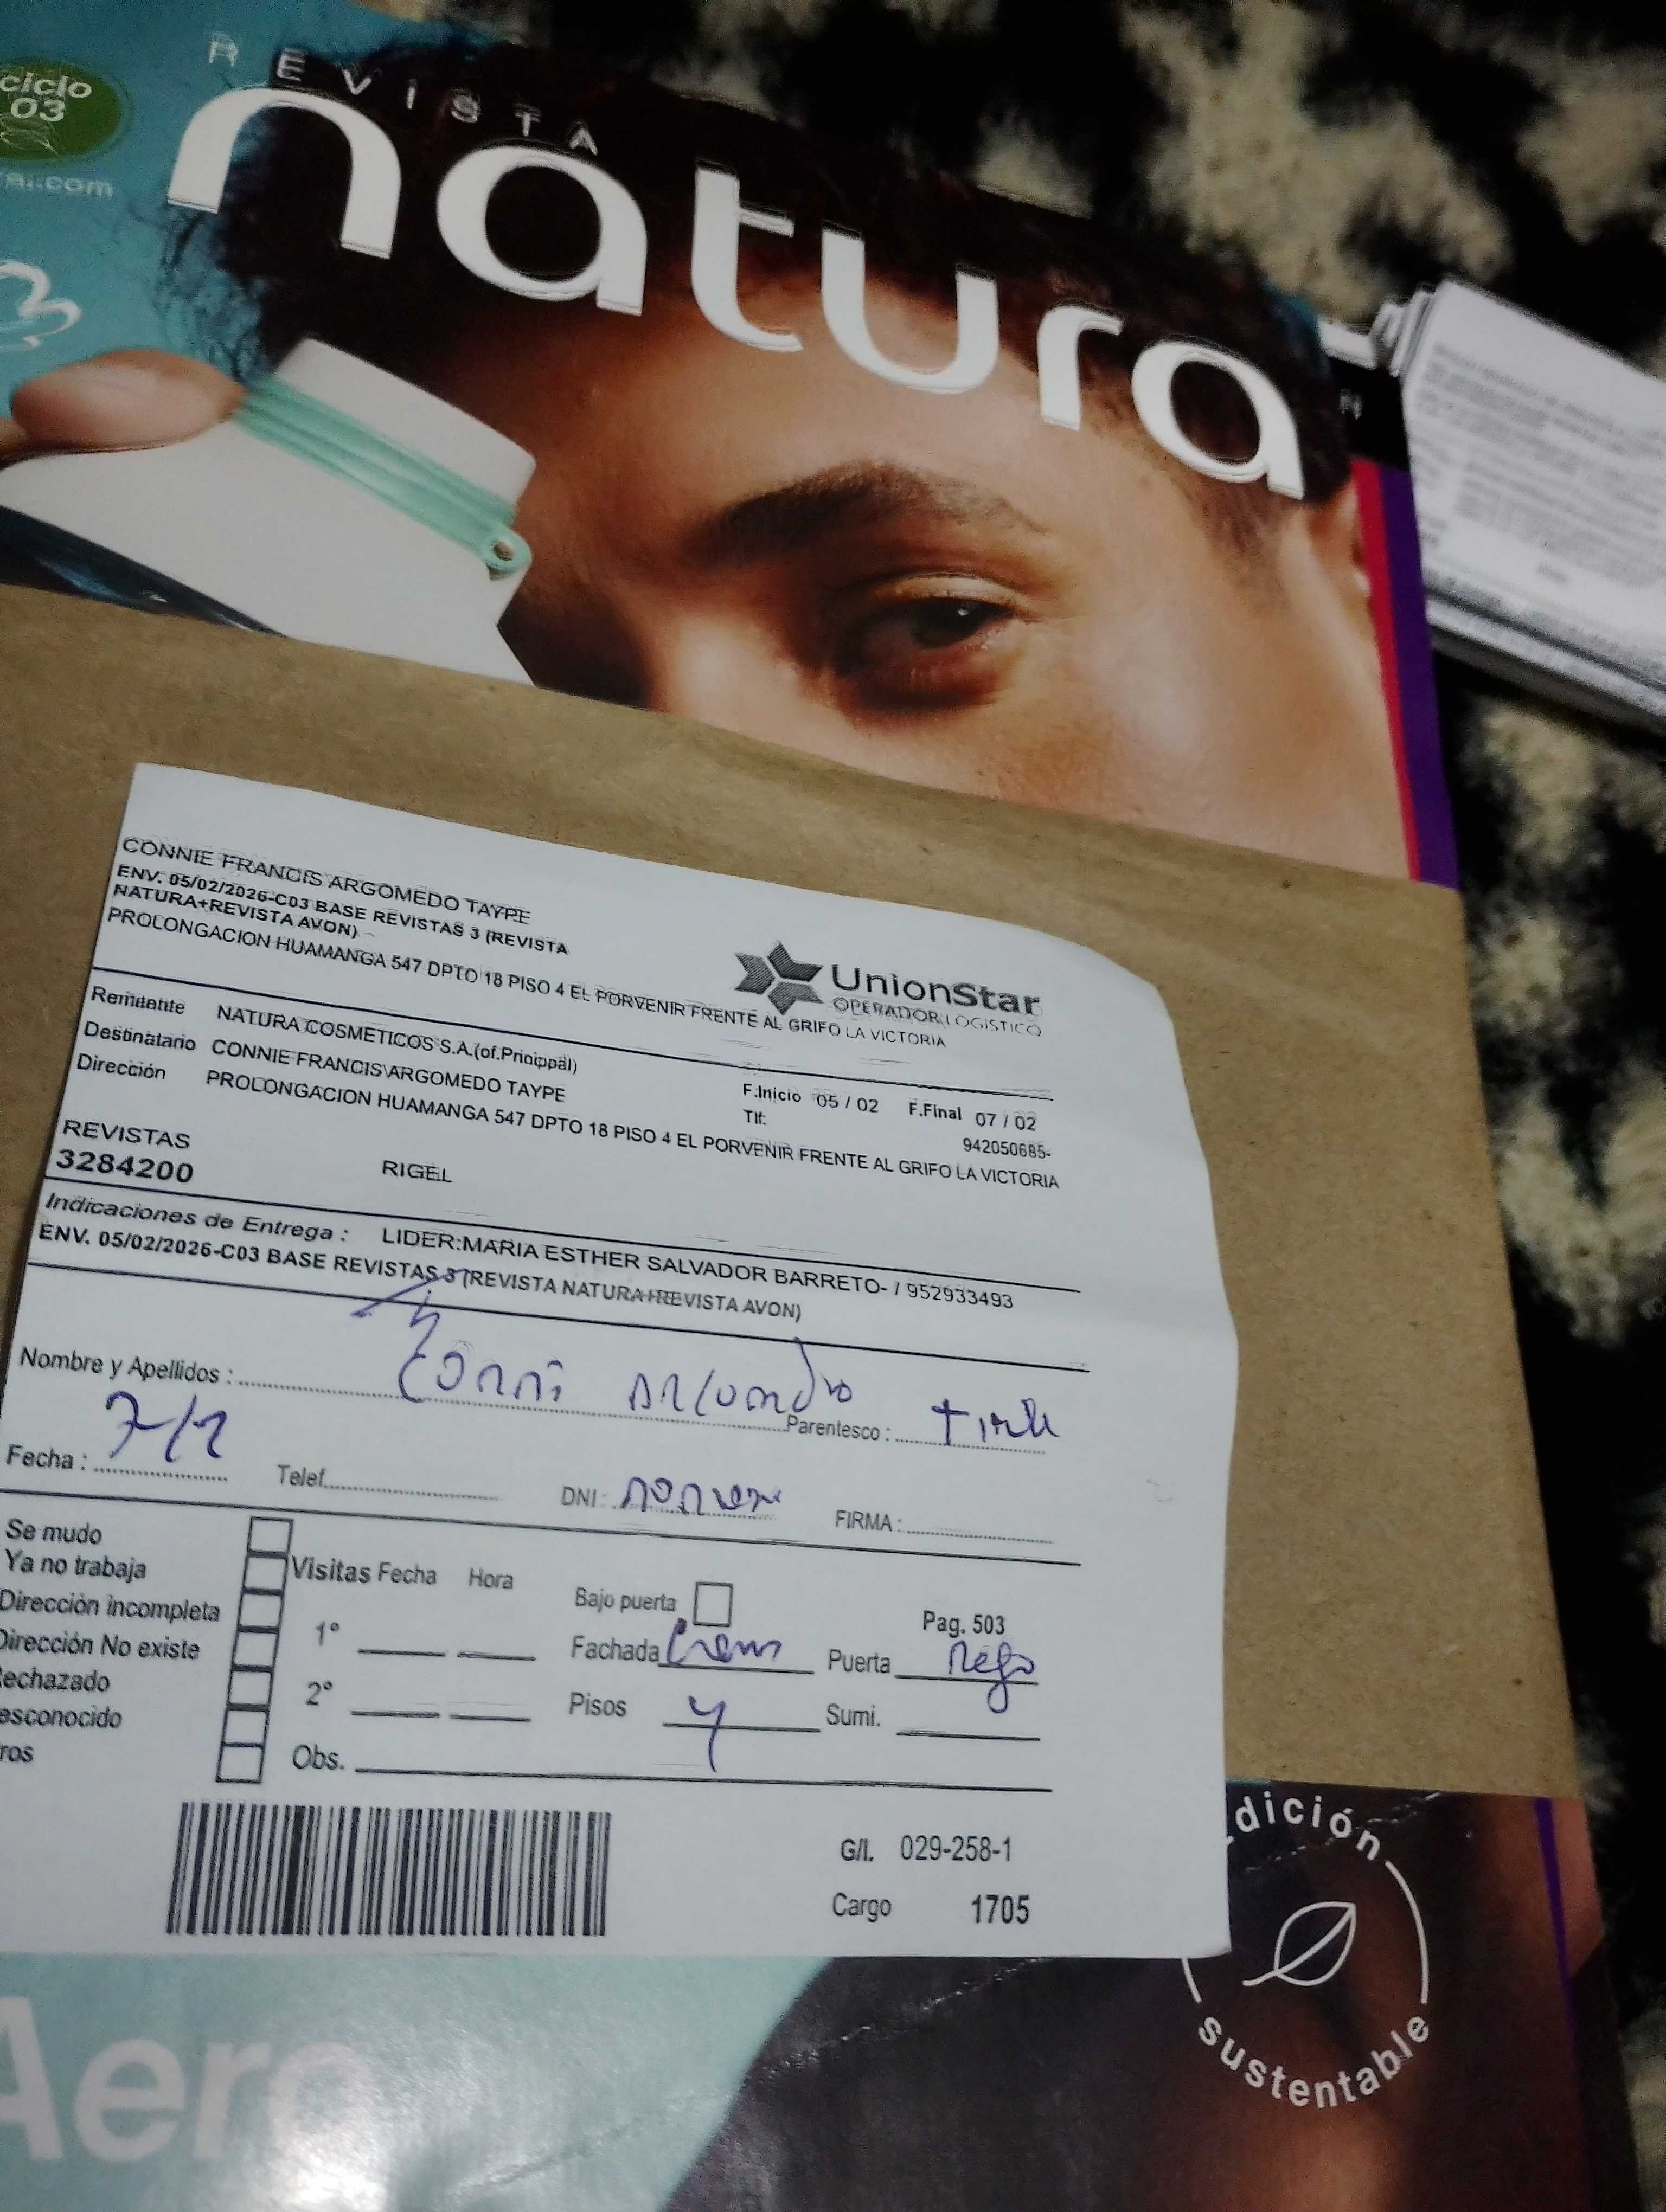 REVISTA
ciclo
03
natura
CONNIE FRANCIS ARGOMEDO TAYPE
ENV. 05/02/2026-C03 BASE REVISTAS 3 (REVISTA
NATURA+REVISTA AVON)
PROLONGACION HUAMANGA 547 DPTO 18 PISO 4 EL PORVENIR FRENTE AL GRIFO LA VICTORIA
UnionStar
OPERADOR LOGISTICO
Remitente NATURA COSMETICOS S.A.(of.Prinippal)
Destinatario CONNIE FRANCIS ARGOMEDO TAYPE
F.Inicio 05 / 02 F.Final 07 / 02
Dirección PROLONGACION HUAMANGA 547 DPTO 18 PISO 4 EL PORVENIR FRENTE AL GRIFO LA VICTORIA
Tlf: 942050685-
REVISTAS
3284200 RIGEL
Indicaciones de Entrega : LIDER:MARIA ESTHER SALVADOR BARRETO- / 952933493
ENV. 05/02/2026-C03 BASE REVISTAS 3 (REVISTA NATURA+REVISTA AVON)
Nombre y Apellidos :
Parentesco :
Fecha : Telef. DNI : FIRMA :
Se mudo
Ya no trabaja
Dirección incompleta
Dirección No existe
Visitas Fecha Hora
1°
2°
Obs.
Bajo puerta
Pag. 503
Fachada Puerta
Pisos 4 Sumi.
G/I. 029-258-1
Cargo 1705
sustentable
Aero